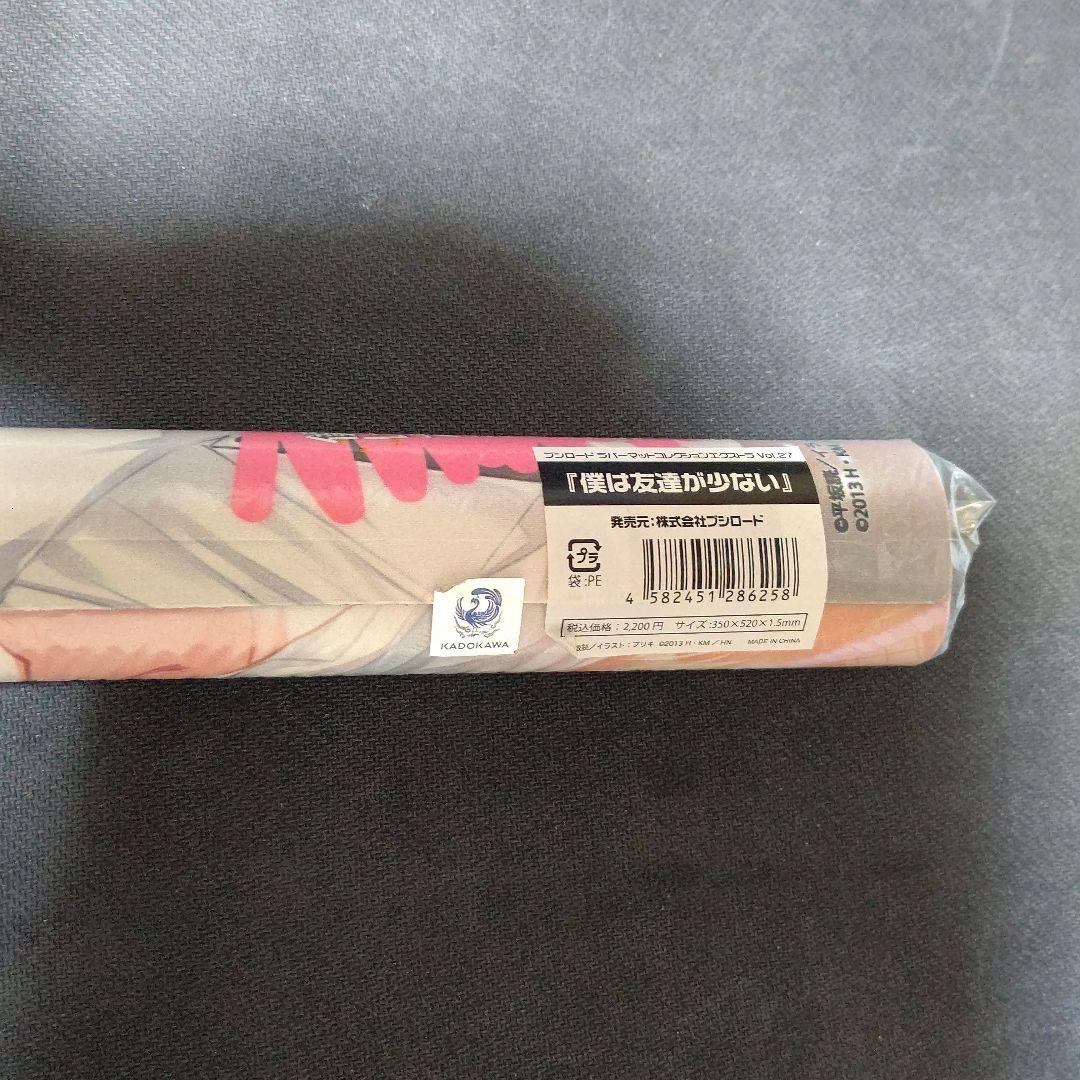 ブシロード ラバーマットコレクションエクストラ Vol.27
『僕は友達が少ない』
発売元:株式会社ブシロード
プラ
袋:PE
4 582451 286258
税込価格:2,200円 サイズ:350×520×1.5mm
坂読/イラスト:ブリキ ©2013 H・KM/HN MADE IN CHINA
KADOKAWA
©平坂読/イラ
©2013 H・KM